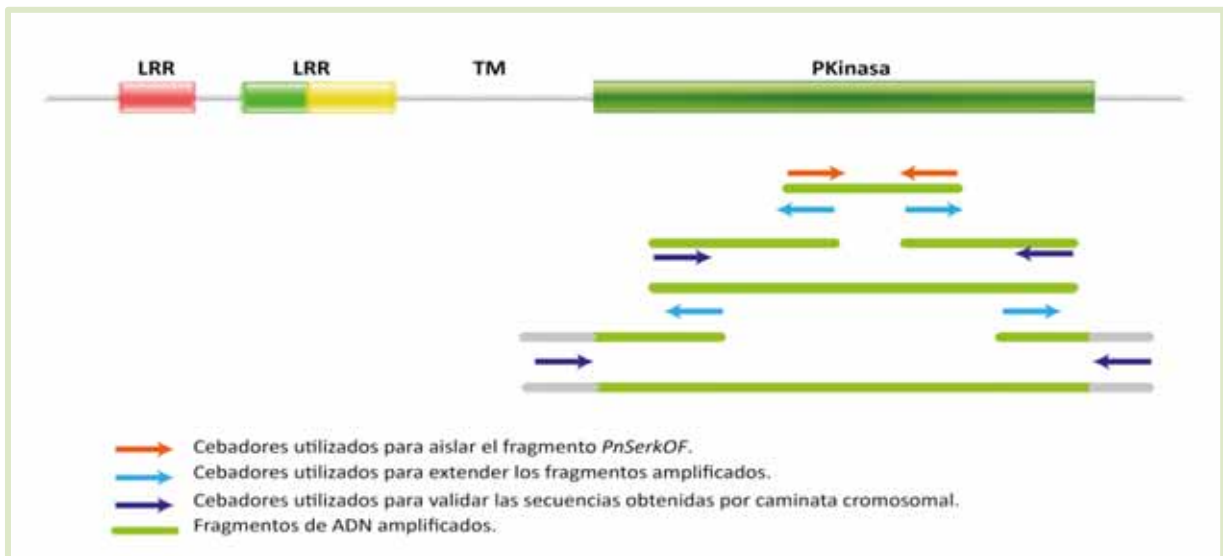 LRR LRR TM PKinasa
Cebadores utilizados para aislar el fragmento PnSerkOF.
Cebadores utilizados para extender los fragmentos amplificados.
Cebadores utilizados para validar las secuencias obtenidas por caminata cromosomal.
Fragmentos de ADN amplificados.